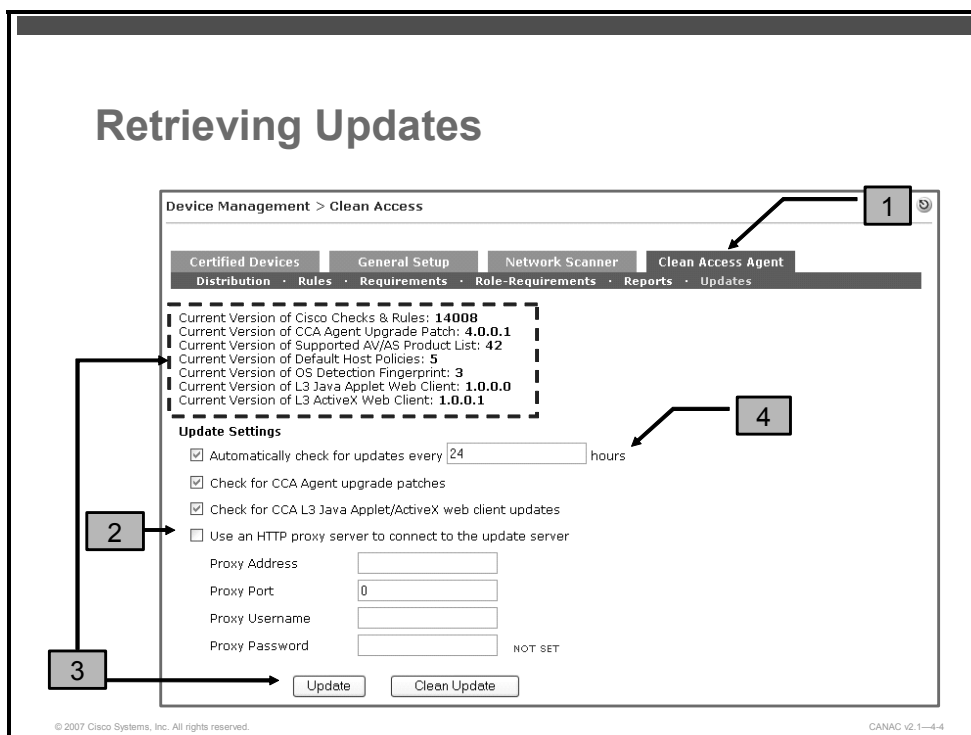 Retrieving Updates
Device Management > Clean Access
1
Certified Devices General Setup Network Scanner Clean Access Agent
Distribution · Rules · Requirements · Role-Requirements · Reports · Updates
Current Version of Cisco Checks & Rules: 14008
Current Version of CCA Agent Upgrade Patch: 4.0.0.1
Current Version of Supported AV/AS Product List: 42
Current Version of Default Host Policies: 5
Current Version of OS Detection Fingerprint: 3
Current Version of L3 Java Applet Web Client: 1.0.0.0
Current Version of L3 ActiveX Web Client: 1.0.0.1
4
Update Settings
Automatically check for updates every 24 hours
Check for CCA Agent upgrade patches
Check for CCA L3 Java Applet/ActiveX web client updates
2
Use an HTTP proxy server to connect to the update server
Proxy Address
Proxy Port 0
Proxy Username
Proxy Password NOT SET
3
Update Clean Update
© 2007 Cisco Systems, Inc. All rights reserved. CANAC v2.1—4-4